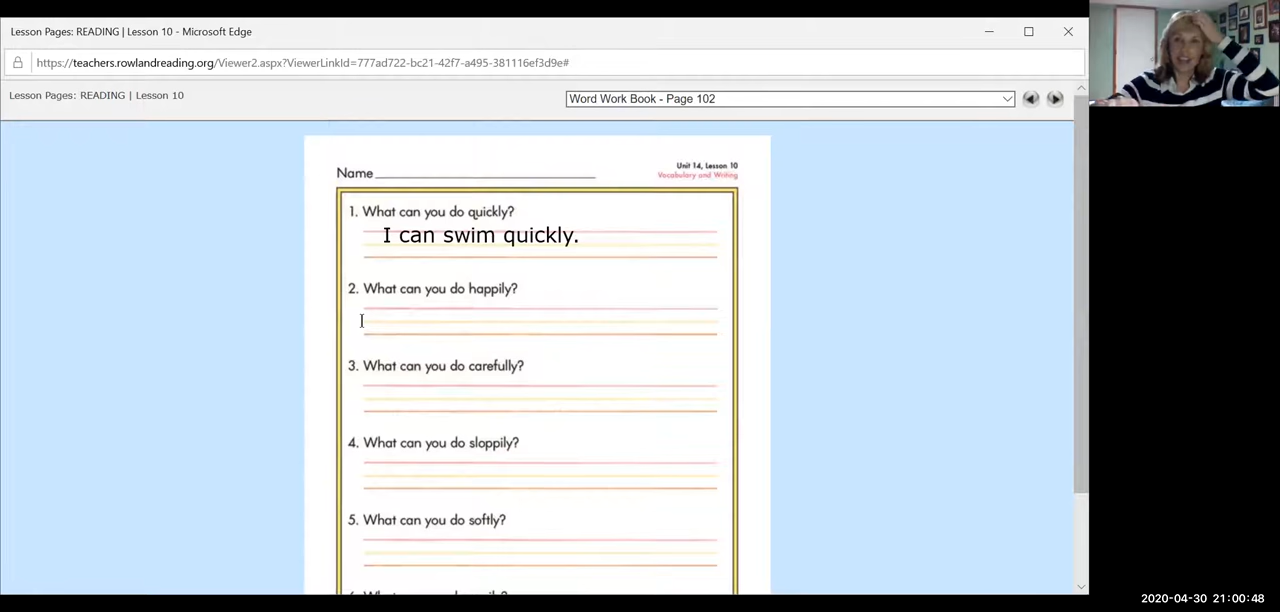 Lesson Pages: READING | Lesson 10 - Microsoft Edge
https://teachers.rowlandreading.org/Viewer2.aspx?ViewerLinkId=777ad722-bc21-42f7-a495-381116ef3d9e#
Lesson Pages: READING | Lesson 10
Word Work Book - Page 102
Name
Unit 14, Lesson 10
Vocabulary and Writing
1. What can you do quickly?
I can swim quickly.
2. What can you do happily?
3. What can you do carefully?
4. What can you do sloppily?
5. What can you do softly?
2020-04-30 21:00:48